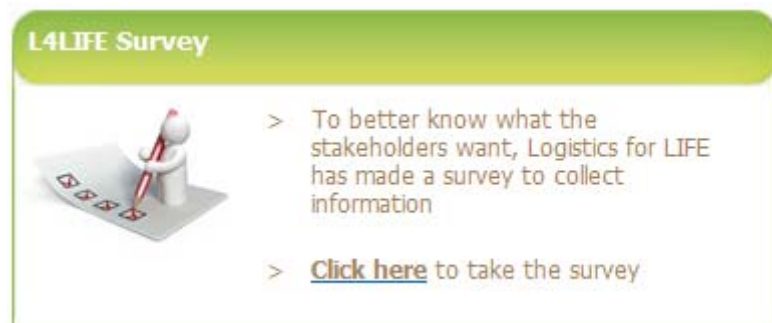 L4LIFE Survey
> To better know what the
stakeholders want, Logistics for LIFE
has made a survey to collect
information
> Click here to take the survey